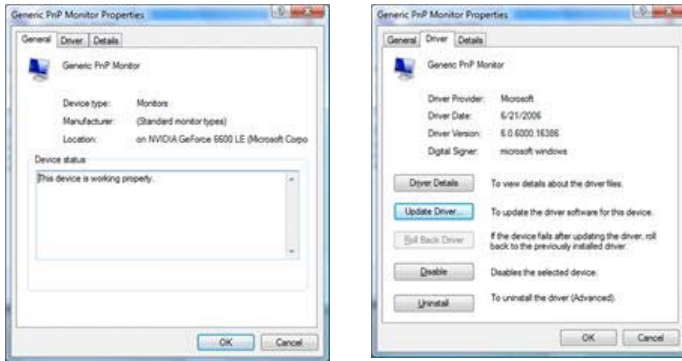 Generic PnP Monitor Properties
General Driver Details
Generic PnP Monitor
Device type: Monitors
Manufacturer: (Standard monitor types)
Location: on NVIDIA GeForce 6600 LE (Microsoft Corpo
Device status
This device is working properly.
OK Cancel
Generic PnP Monitor Properties
General Driver Details
Generic PnP Monitor
Driver Provider: Microsoft
Driver Date: 6/21/2006
Driver Version: 6.0.6000.16386
Digital Signer: microsoft windows
Driver Details To view details about the driver files.
Update Driver... To update the driver software for this device.
Roll Back Driver If the device fails after updating the driver, roll
back to the previously installed driver.
Disable Disables the selected device.
Uninstall To uninstall the driver (Advanced).
OK Cancel